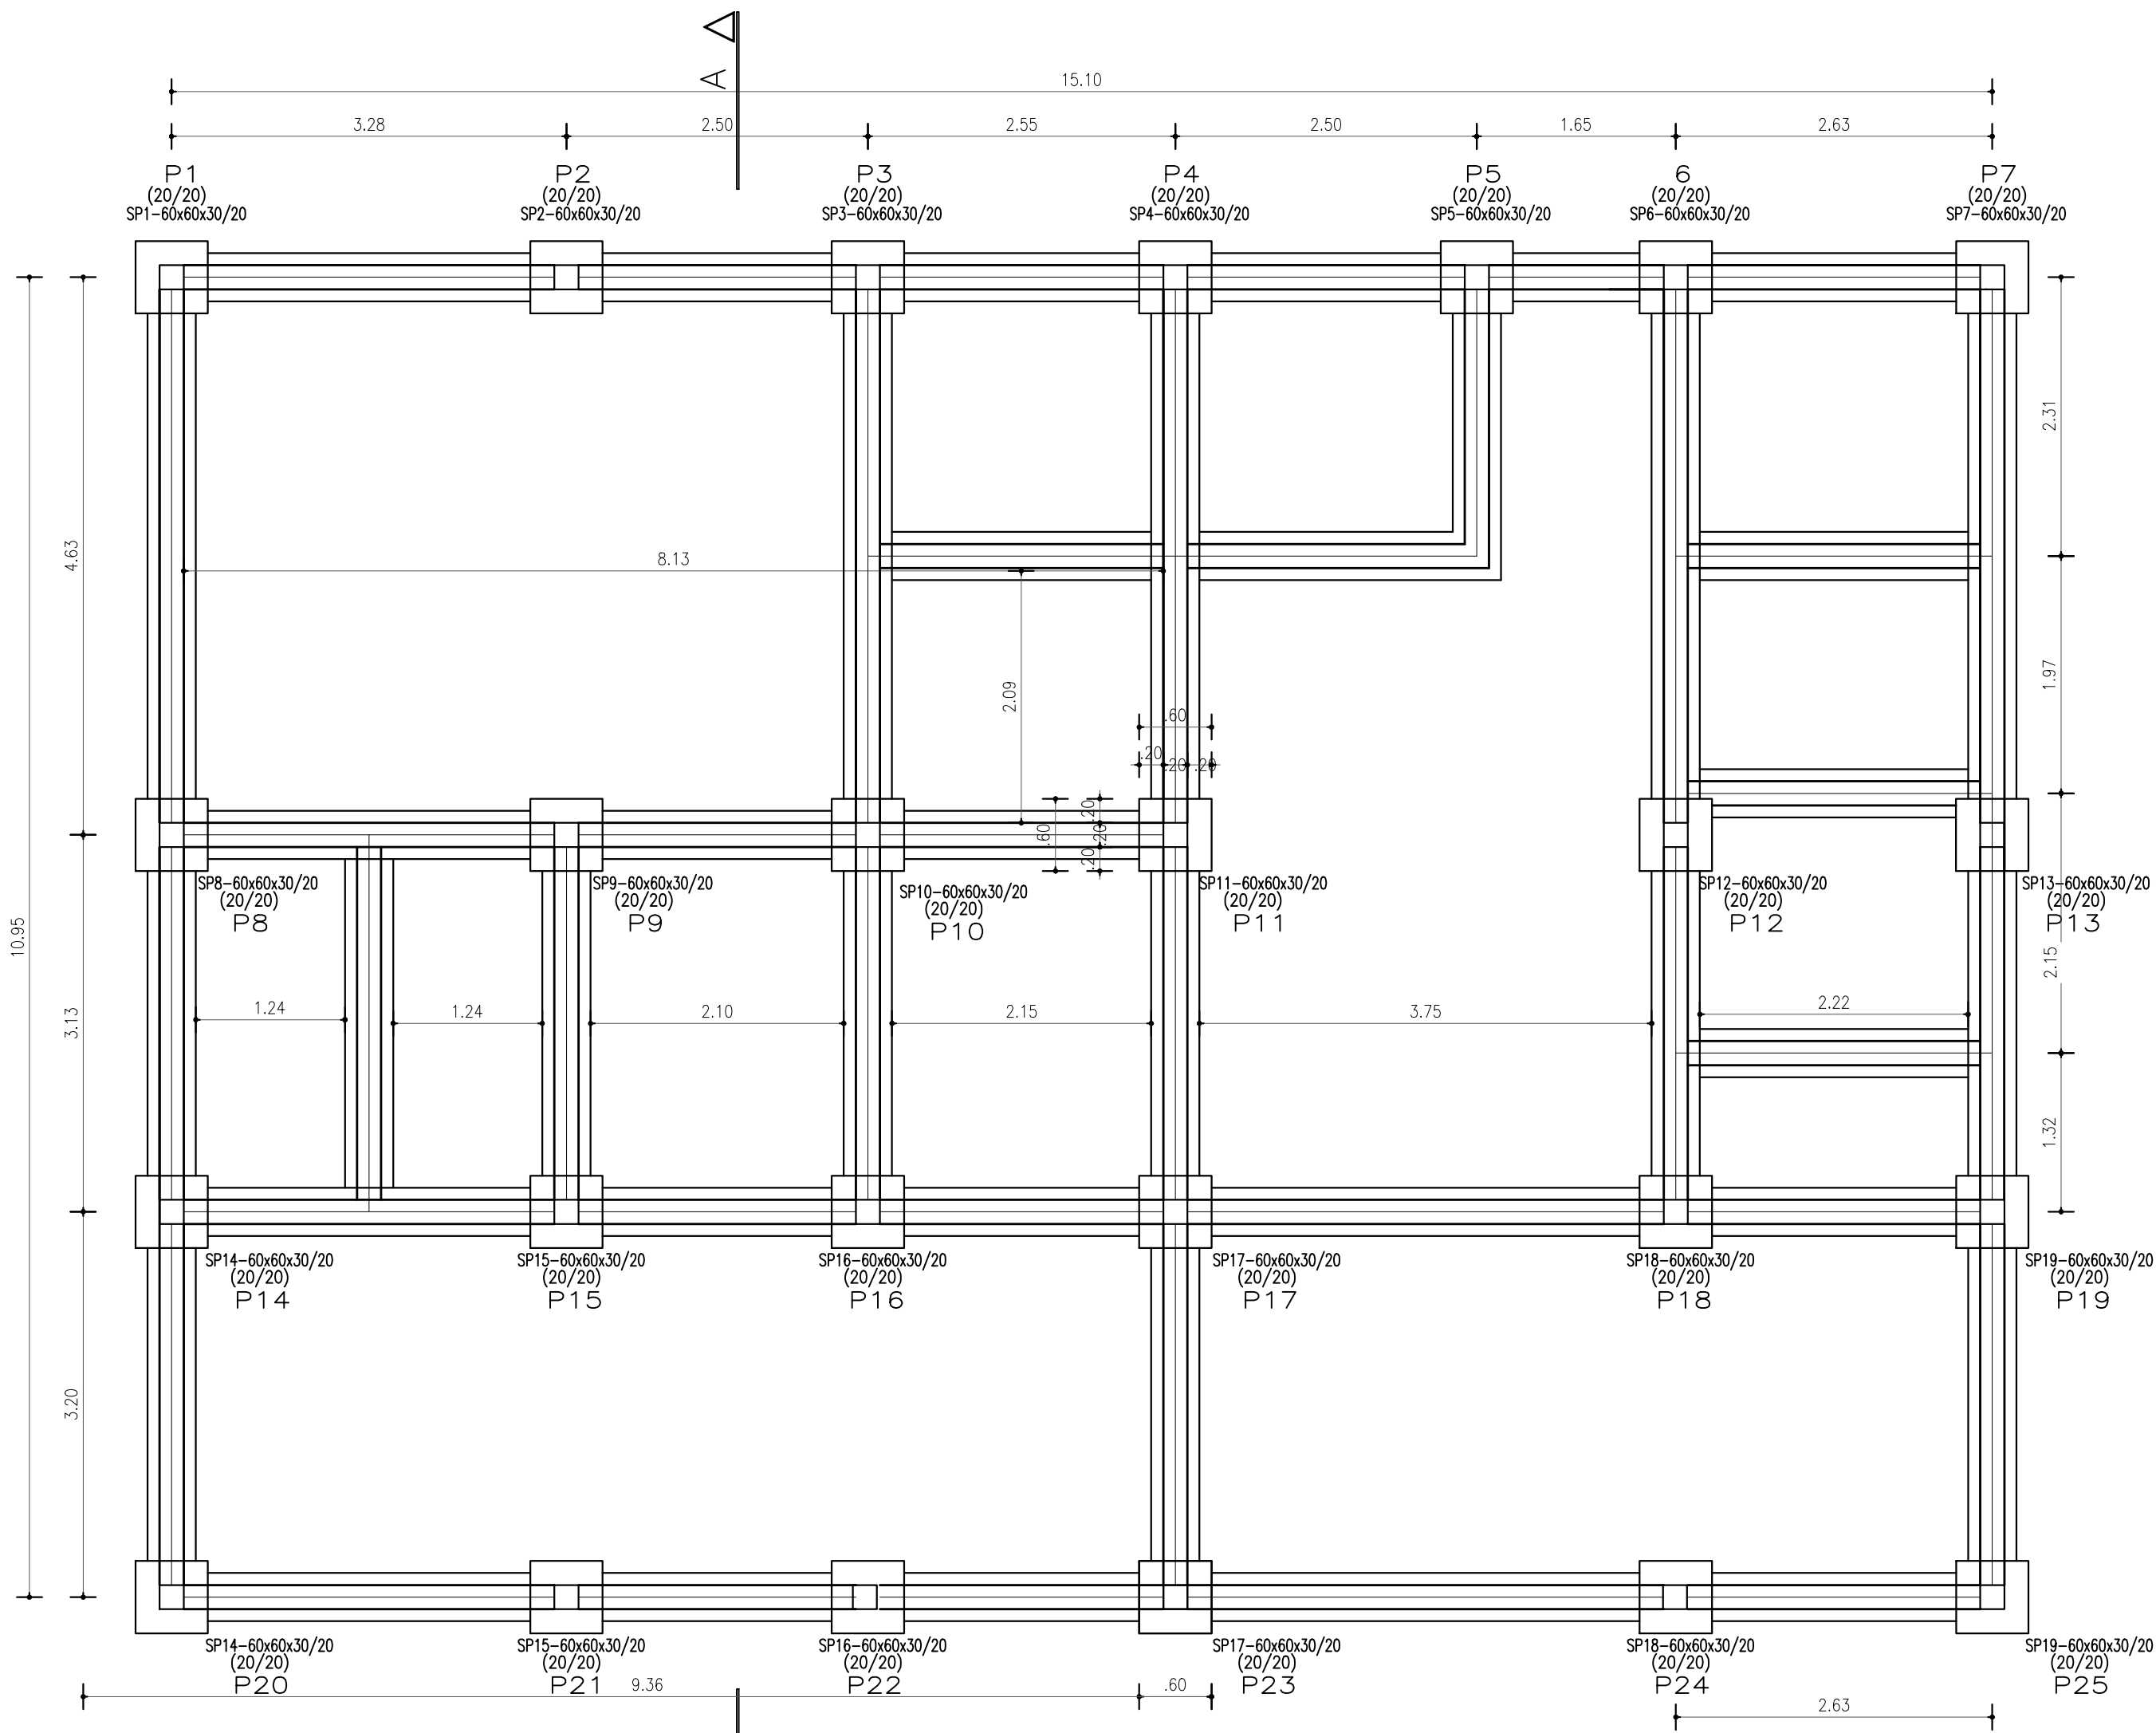 A
15.10
3.28 2.50 2.55 2.50 1.65 2.63
P1 P2 P3 P4 P5 6 P7
(20/20) (20/20) (20/20) (20/20) (20/20) (20/20) (20/20)
SP1-60x60x30/20 SP2-60x60x30/20 SP3-60x60x30/20 SP4-60x60x30/20 SP5-60x60x30/20 SP6-60x60x30/20 SP7-60x60x30/20
2.31
4.63
8.13
1.97
2.09
.60
.20 .20 .20
.60
.20
.20
.20
SP8-60x60x30/20 SP9-60x60x30/20 SP10-60x60x30/20 SP11-60x60x30/20 SP12-60x60x30/20 SP13-60x60x30/20
(20/20) (20/20) (20/20) (20/20) (20/20) (20/20)
P8 P9 P10 P11 P12 P13
10.95
2.15
3.13
1.24 1.24 2.10 2.15 3.75 2.22
1.32
SP14-60x60x30/20 SP15-60x60x30/20 SP16-60x60x30/20 SP17-60x60x30/20 SP18-60x60x30/20 SP19-60x60x30/20
(20/20) (20/20) (20/20) (20/20) (20/20) (20/20)
P14 P15 P16 P17 P18 P19
3.20
SP14-60x60x30/20 SP15-60x60x30/20 SP16-60x60x30/20 SP17-60x60x30/20 SP18-60x60x30/20 SP19-60x60x30/20
(20/20) (20/20) (20/20) (20/20) (20/20) (20/20)
P20 P21 P22 P23 P24 P25
9.36 .60
2.63